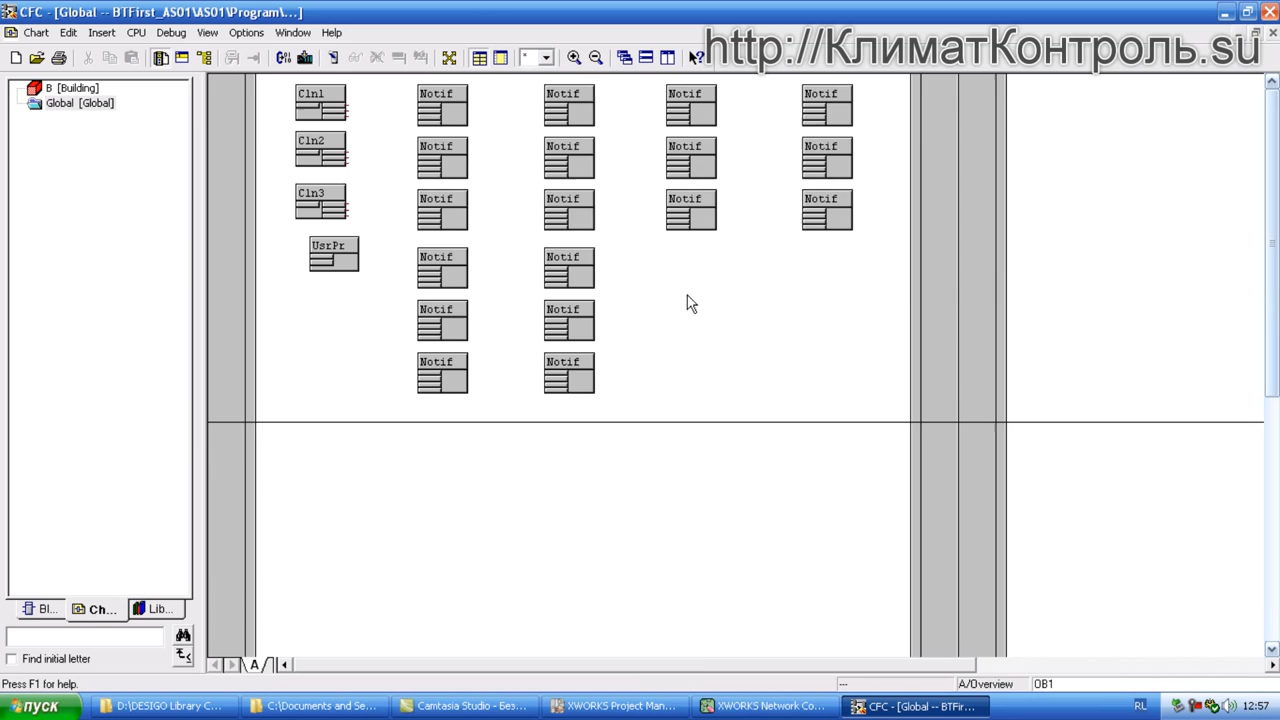 CFC - [Global -- BTFirst_AS01\AS01\Program\...]
Chart Edit Insert CPU Debug View Options Window Help
http://КлиматКонтроль.su
B [Building]
Global [Global]
Cln1 Notif Notif Notif Notif
Cln2 Notif Notif Notif Notif
Cln3 Notif Notif Notif Notif
UsrPr Notif Notif
Notif Notif
Notif Notif
Bl... Ch... Lib...
Find initial letter
A
Press F1 for help. --- A/Overview OB1
пуск D:\DESIGO Library C... C:\Documents and Se... Camtasia Studio - Без... XWORKS Project Man... XWORKS Network Co... CFC - [Global -- BTFir... RL 12:57